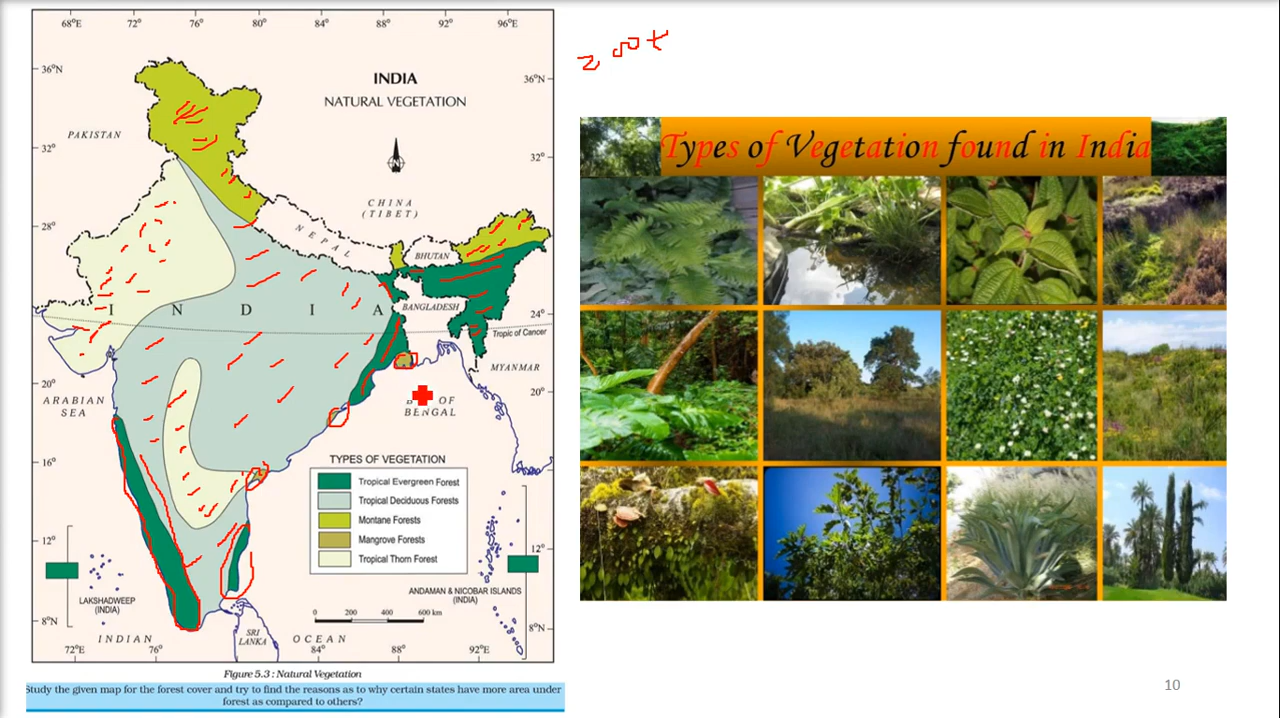 68°E 72° 76° 80° 84° 88° 92° 96°E
36°N
36°
INDIA
NATURAL VEGETATION
PAKISTAN
32°
32°
N
CHINA
(TIBET)
28°
28°
NEPAL
BHUTAN
INDIA
BANGLADESH
24°
24°
Tropic of Cancer
MYANMAR
20°
20°
ARABIAN
SEA
OF
BENGAL
16°
16°
TYPES OF VEGETATION
Tropical Evergreen Forest
Tropical Deciduous Forests
Montane Forests
Mangrove Forests
Tropical Thorn Forest
12°
12°
LAKSHADWEEP
(INDIA)
ANDAMAN & NICOBAR ISLANDS
(INDIA)
0 200 400 600 km
8°N
8°N
INDIAN OCEAN
SRI
LANKA
72°E 76° 84° 88° 92°E
Figure 5.3 : Natural Vegetation
Study the given map for the forest cover and try to find the reasons as to why certain states have more area under
forest as compared to others?
Types of Vegetation found in India
10